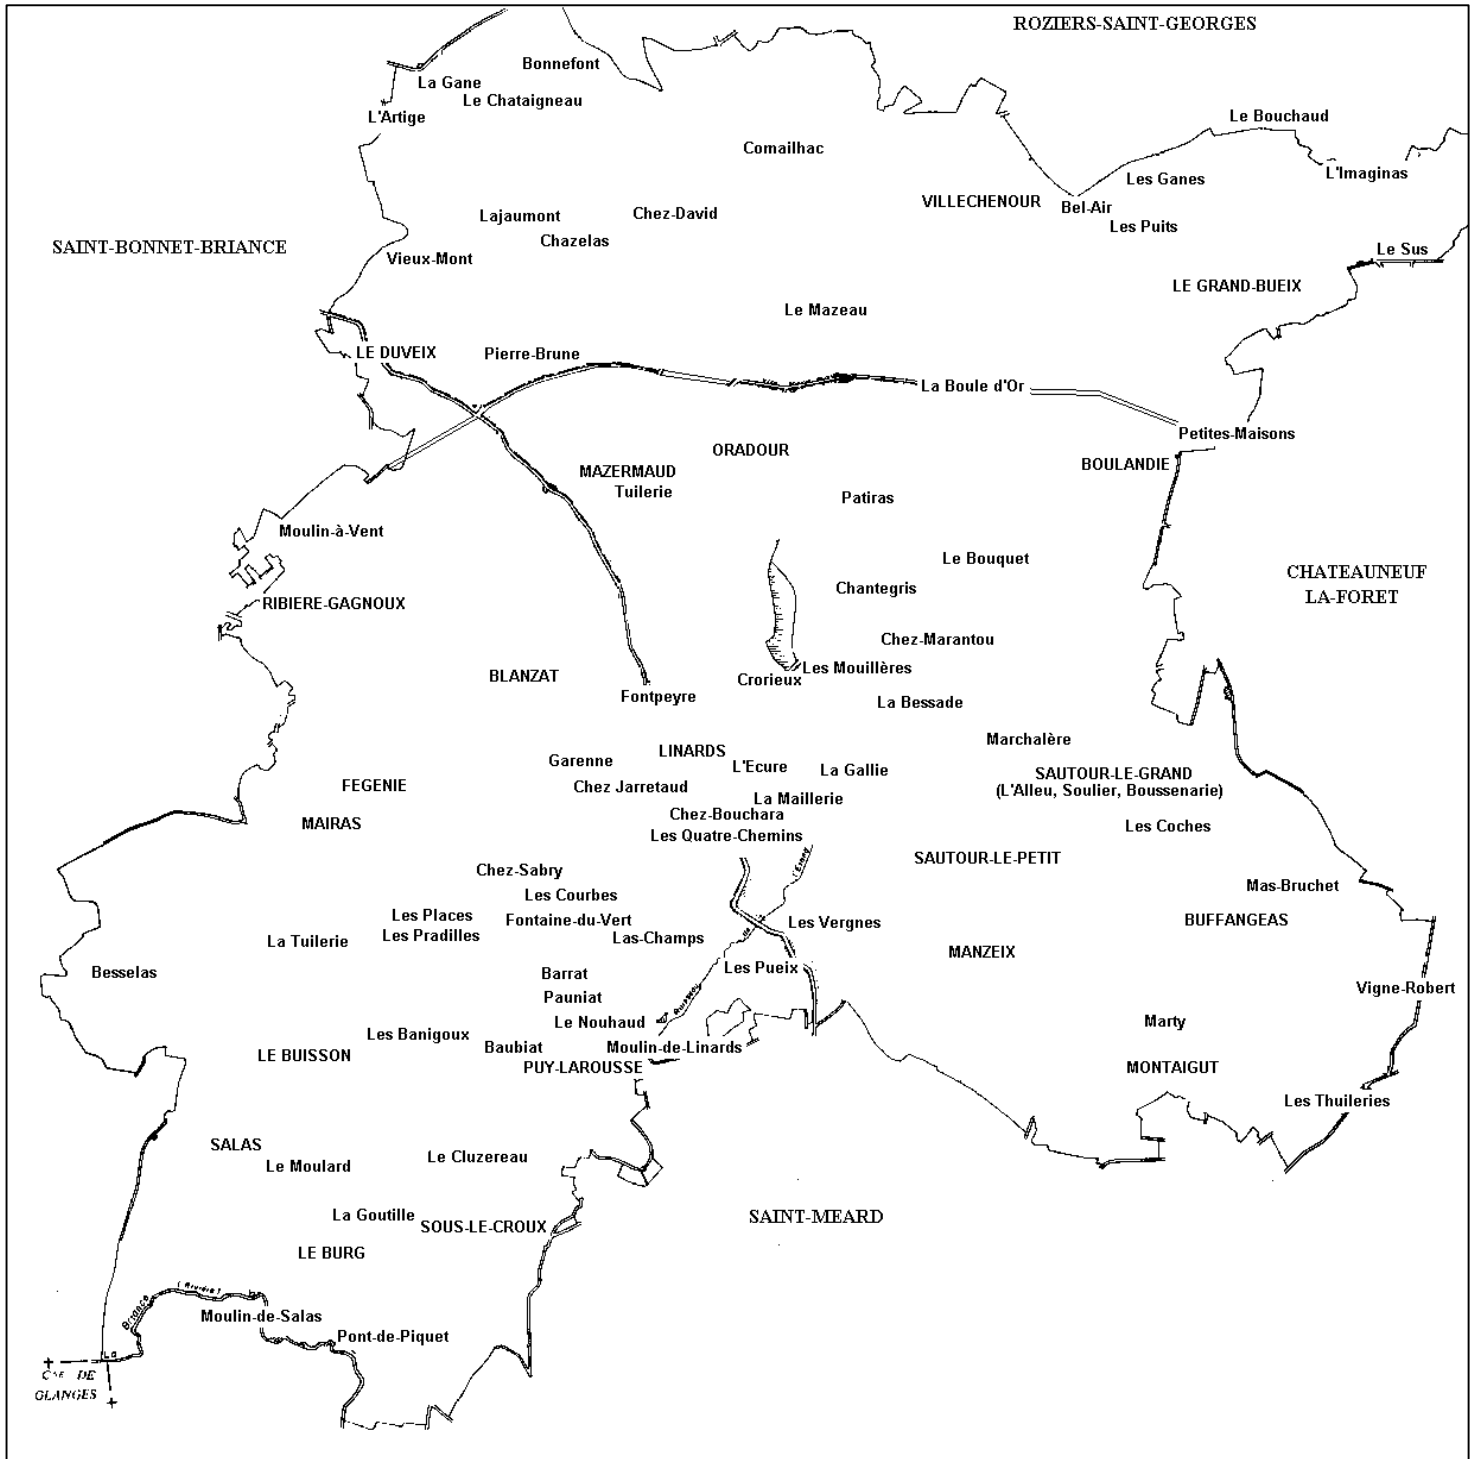 ROZIERS-SAINT-GEORGES
Bonnefont
La Gane
Le Chataigneau
L'Artige
Le Bouchaud
Comailhac
L'Imaginas
Les Ganes
VILLECHENOUR
Bel-Air
Lajaumont
Chez-David
Les Puits
Chazelas
SAINT-BONNET-BRIANCE
Le Sus
Vieux-Mont
LE GRAND-BUEIX
Le Mazeau
LE DUVEIX
Pierre-Brune
La Boule d'Or
Petites-Maisons
ORADOUR
BOULANDIE
MAZERMAUD
Tuilerie
Patiras
Moulin-à-Vent
Le Bouquet
CHATEAUNEUF
LA-FORET
Chantegris
RIBIERE-GAGNOUX
Chez-Marantou
Les Mouillères
BLANZAT
Crorieux
Fontpeyre
La Bessade
Marchalère
LINARDS
Garenne
L'Ecure
La Gallie
SAUTOUR-LE-GRAND
(L'Alleu, Soulier, Boussenarie)
FEGENIE
Chez Jarretaud
La Maillerie
Chez-Bouchara
MAIRAS
Les Coches
Les Quatre-Chemins
SAUTOUR-LE-PETIT
Chez-Sabry
Mas-Bruchet
Les Courbes
Les Places
Fontaine-du-Vert
Les Vergnes
BUFFANGEAS
Les Pradilles
Las-Champs
La Tuilerie
MANZEIX
Besselas
Barrat
Les Pueix
Vigne-Robert
Pauniat
Le Nouhaud
Marty
Les Banigoux
Baubiat
Moulin-de-Linards
LE BUISSON
PUY-LAROUSSE
MONTAIGUT
Les Thuileries
SALAS
Le Moulard
Le Cluzereau
La Goutille
SOUS-LE-CROUX
SAINT-MEARD
LE BURG
Briance
Moulin-de-Salas
Pont-de-Piquet
La
Cne DE
GLANGES